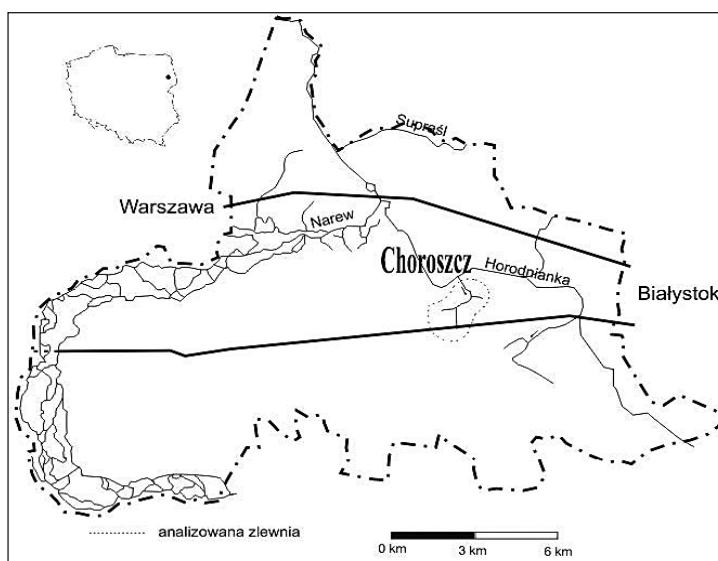 Supraśl
Warszawa
Narew
Choroszcz
Horodnianka
Białystok
analizowana zlewnia
0 km 3 km 6 km